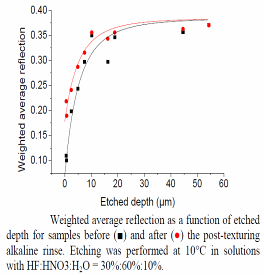 0.40
0.35
0.30
0.25
0.20
0.15
0.10
Weighted average reflection
0 10 20 30 40 50 60
Etched depth (µm)
Weighted average reflection as a function of etched
depth for samples before (■) and after (●) the post-texturing
alkaline rinse. Etching was performed at 10°C in solutions
with HF:HNO3:H₂O = 30%:60%:10%.